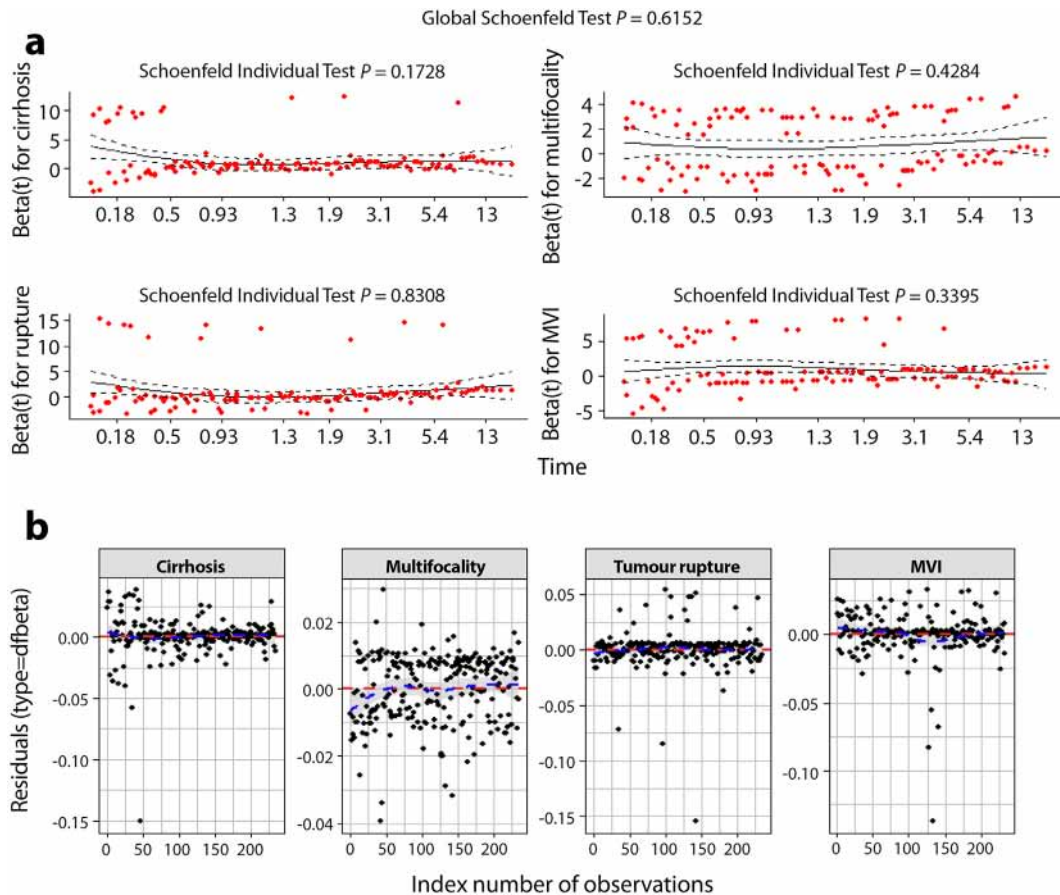 Global Schoenfeld Test P = 0.6152
a
Schoenfeld Individual Test P = 0.1728
Beta(t) for cirrhosis
10
5
0
0.18 0.5 0.93 1.3 1.9 3.1 5.4 13
Schoenfeld Individual Test P = 0.4284
Beta(t) for multifocality
4
2
0
-2
0.18 0.5 0.93 1.3 1.9 3.1 5.4 13
Schoenfeld Individual Test P = 0.8308
Beta(t) for rupture
15
10
5
0
0.18 0.5 0.93 1.3 1.9 3.1 5.4 13
Schoenfeld Individual Test P = 0.3395
Beta(t) for MVI
5
0
-5
0.18 0.5 0.93 1.3 1.9 3.1 5.4 13
Time
b
Residuals (type=dfbeta)
Cirrhosis
0.00
-0.05
-0.10
-0.15
0 50 100 150 200
Multifocality
0.02
0.00
-0.02
-0.04
0 50 100 150 200
Tumour rupture
0.05
0.00
-0.05
-0.10
-0.15
0 50 100 150 200
MVI
0.00
-0.05
-0.10
0 50 100 150 200
Index number of observations